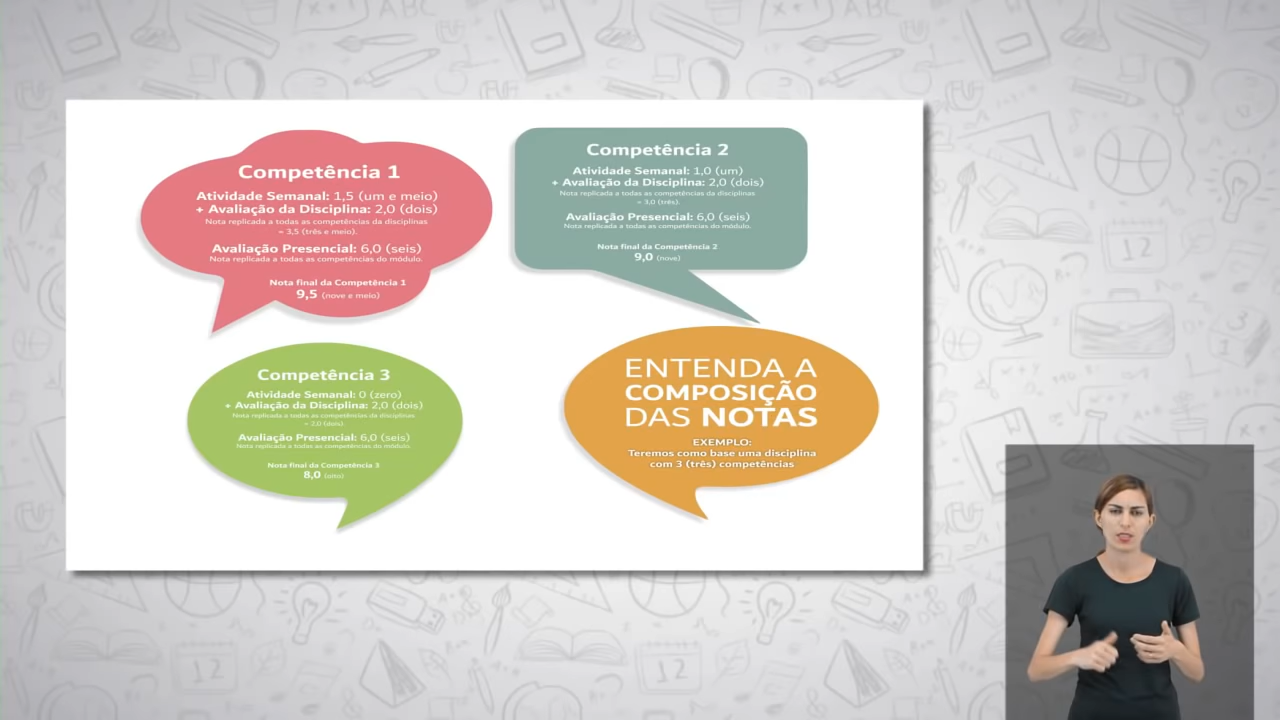 Competência 1
Atividade Semanal: 1,5 (um e meio)
+ Avaliação da Disciplina: 2,0 (dois)
Nota replicada a todas as competências da disciplinas
= 3,5 (três e meio).
Avaliação Presencial: 6,0 (seis)
Nota replicada a todas as competências do módulo.
Nota final da Competência 1
9,5 (nove e meio)
Competência 2
Atividade Semanal: 1,0 (um)
+ Avaliação da Disciplina: 2,0 (dois)
Nota replicada a todas as competências da disciplinas
= 3,0 (três).
Avaliação Presencial: 6,0 (seis)
Nota replicada a todas as competências do módulo.
Nota final da Competência 2
9,0 (nove)
Competência 3
Atividade Semanal: 0 (zero)
+ Avaliação da Disciplina: 2,0 (dois)
Nota replicada a todas as competências da disciplinas
= 2,0 (dois).
Avaliação Presencial: 6,0 (seis)
Nota replicada a todas as competências do módulo.
Nota final da Competência 3
8,0 (oito)
ENTENDA A
COMPOSIÇÃO
DAS NOTAS
EXEMPLO:
Teremos como base uma disciplina
com 3 (três) competências